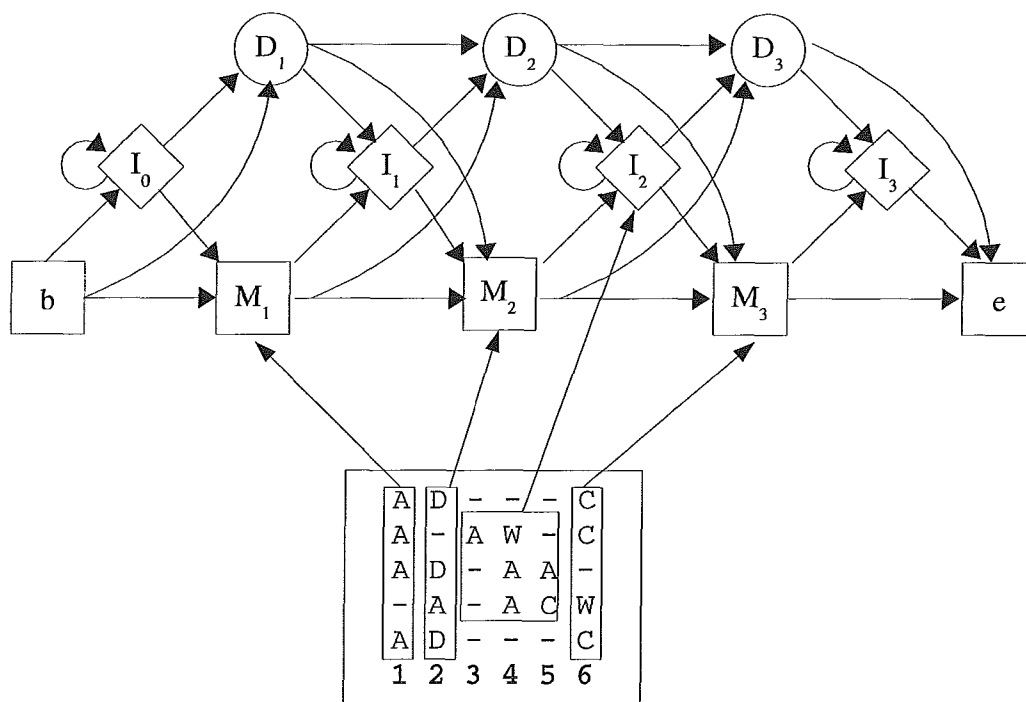 D₁ D₂ D₃
I₀ I₁ I₂ I₃
b M₁ M₂ M₃ e
A D - - - C
A - A W - C
A D - A A -
- A - A C W
A D - - - C
1 2 3 4 5 6